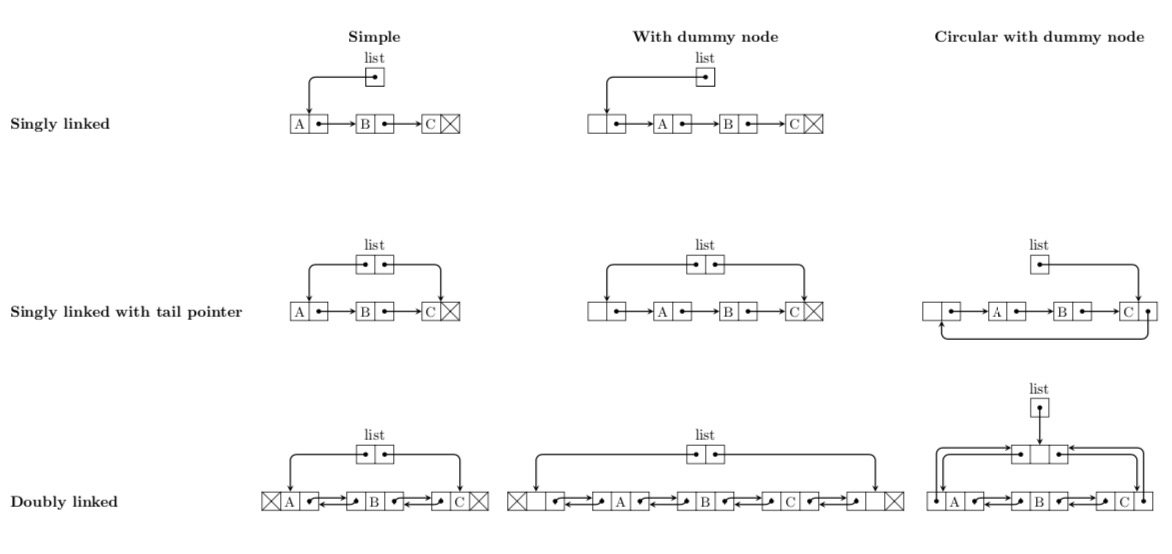 Simple With dummy node Circular with dummy node
list list
Singly linked A B C A B C
list list list
Singly linked with tail pointer A B C A B C A B C
list
list list
Doubly linked A B C A B C A B C